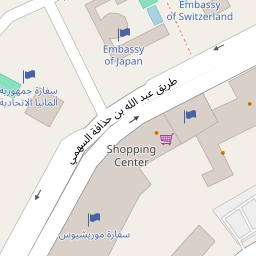 Embassy
of Switzerland
Embassy
of Japan
طريق عبد الله بن حذافة السهمي
سفارة جمهورية
ألمانيا الاتحادية
Shopping
Center
سفارة موريشيوس